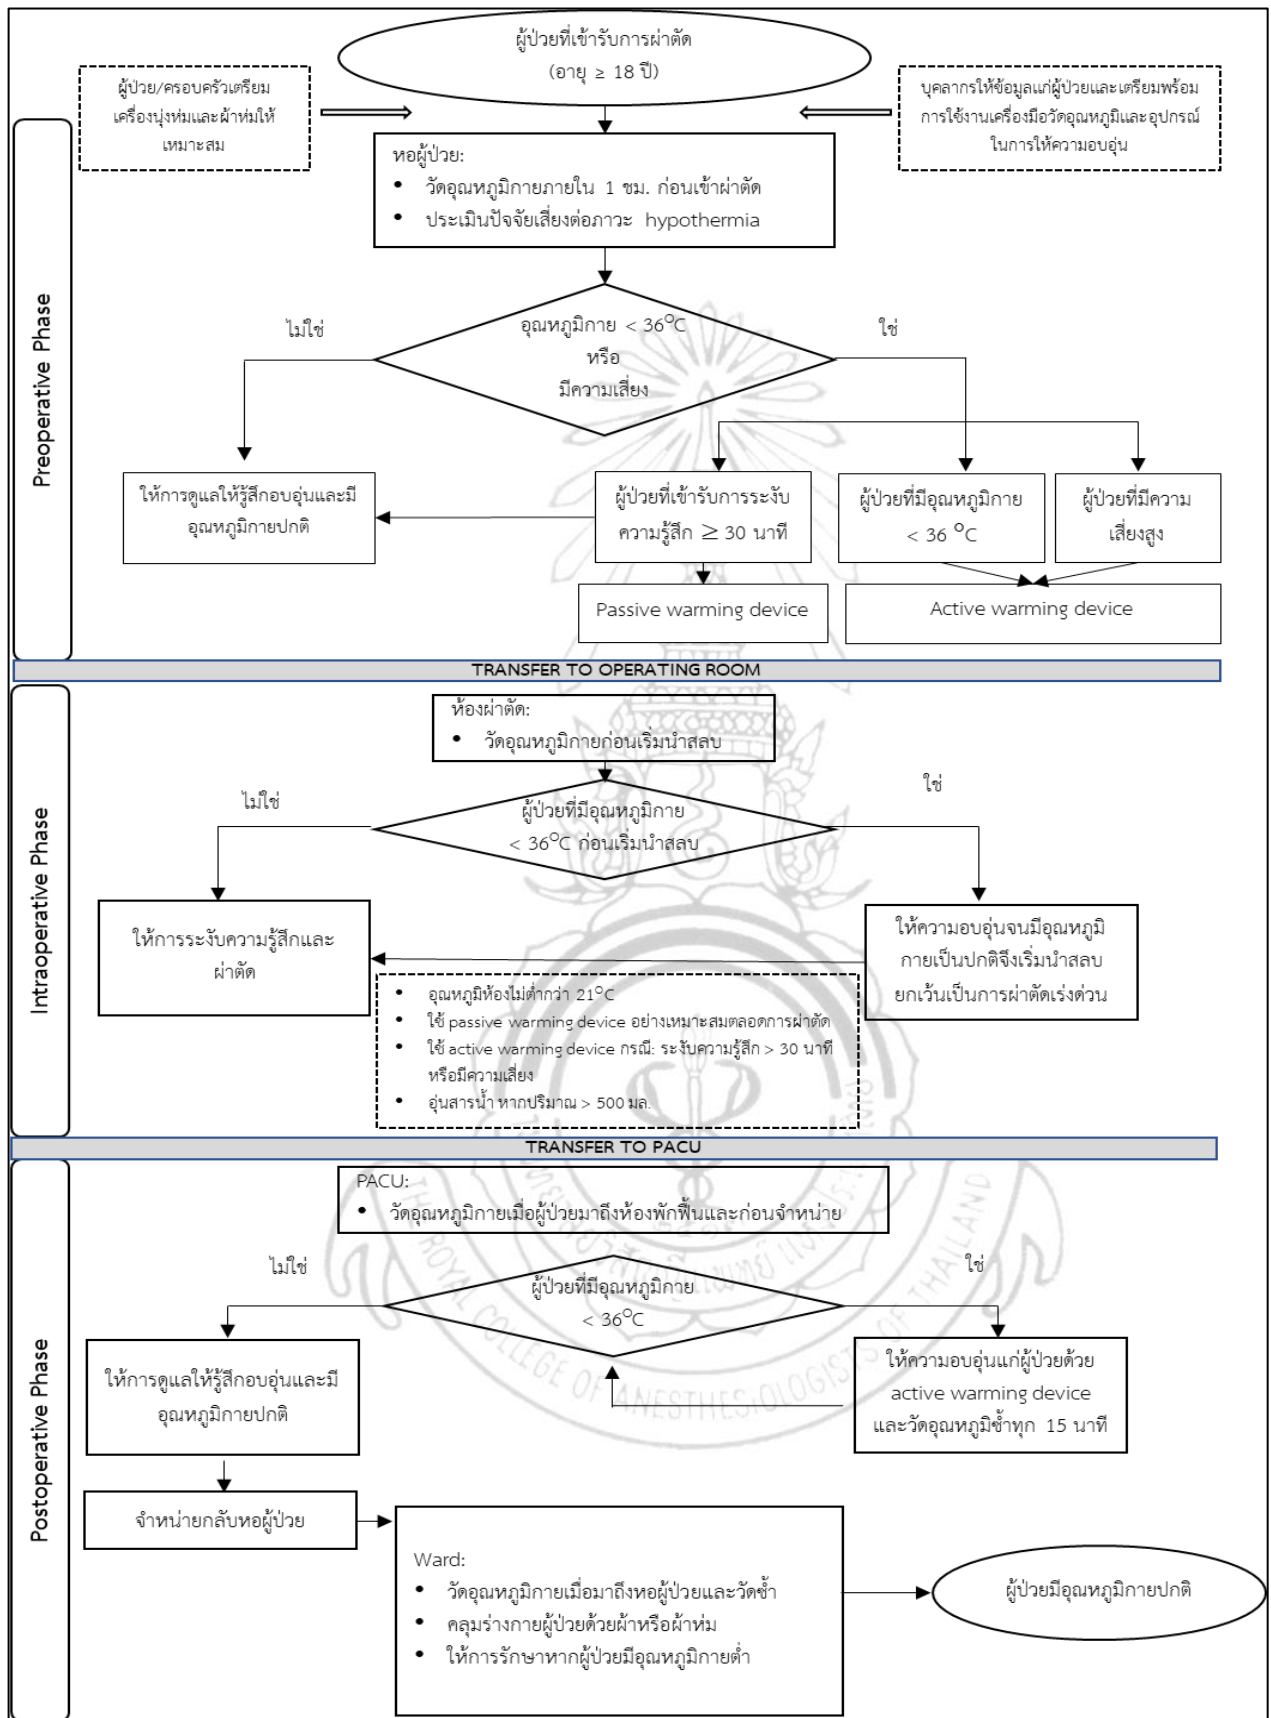 ผู้ป่วยที่เข้ารับการผ่าตัด
(อายุ ≥ 18 ปี)
ผู้ป่วย/ครอบครัวเตรียม
เครื่องนุ่งห่มและผ้าห่มให้
เหมาะสม
บุคลากรให้ข้อมูลแก่ผู้ป่วยและเตรียมพร้อม
การใช้งานเครื่องมือวัดอุณหภูมิและอุปกรณ์
ในการให้ความอบอุ่น
Preoperative Phase
หอผู้ป่วย:
• วัดอุณหภูมิกายภายใน 1 ชม. ก่อนเข้าผ่าตัด
• ประเมินปัจจัยเสี่ยงต่อภาวะ hypothermia
ไม่ใช่
อุณหภูมิกาย < 36°C
หรือ
มีความเสี่ยง
ใช่
ให้การดูแลให้รู้สึกอบอุ่นและมี
อุณหภูมิกายปกติ
ผู้ป่วยที่เข้ารับการระงับ
ความรู้สึก ≥ 30 นาที
ผู้ป่วยที่มีอุณหภูมิกาย
< 36 °C
ผู้ป่วยที่มีความ
เสี่ยงสูง
Passive warming device
Active warming device
TRANSFER TO OPERATING ROOM
Intraoperative Phase
ห้องผ่าตัด:
• วัดอุณหภูมิกายก่อนเริ่มนำสลบ
ไม่ใช่
ผู้ป่วยที่มีอุณหภูมิกาย
< 36°C ก่อนเริ่มนำสลบ
ใช่
ให้การระงับความรู้สึกและ
ผ่าตัด
ให้ความอบอุ่นจนมีอุณหภูมิ
กายเป็นปกติจึงเริ่มนำสลบ
ยกเว้นเป็นการผ่าตัดเร่งด่วน
• อุณหภูมิห้องไม่ต่ำกว่า 21°C
• ใช้ passive warming device อย่างเหมาะสมตลอดการผ่าตัด
• ใช้ active warming device กรณี: ระงับความรู้สึก > 30 นาที
หรือมีความเสี่ยง
• อุ่นสารน้ำ หากปริมาณ > 500 มล.
TRANSFER TO PACU
Postoperative Phase
PACU:
• วัดอุณหภูมิกายเมื่อผู้ป่วยมาถึงห้องพักฟื้นและก่อนจำหน่าย
ไม่ใช่
ผู้ป่วยที่มีอุณหภูมิกาย
< 36°C
ใช่
ให้การดูแลให้รู้สึกอบอุ่นและมี
อุณหภูมิกายปกติ
ให้ความอบอุ่นแก่ผู้ป่วยด้วย
active warming device
และวัดอุณหภูมิซ้ำทุก 15 นาที
จำหน่ายกลับหอผู้ป่วย
Ward:
• วัดอุณหภูมิกายเมื่อมาถึงหอผู้ป่วยและวัดซ้ำ
• คลุมร่างกายผู้ป่วยด้วยผ้าหรือผ้าห่ม
• ให้การรักษาหากผู้ป่วยมีอุณหภูมิกายต่ำ
ผู้ป่วยมีอุณหภูมิกายปกติ
THE ROYAL COLLEGE OF ANESTHESIOLOGISTS OF THAILAND